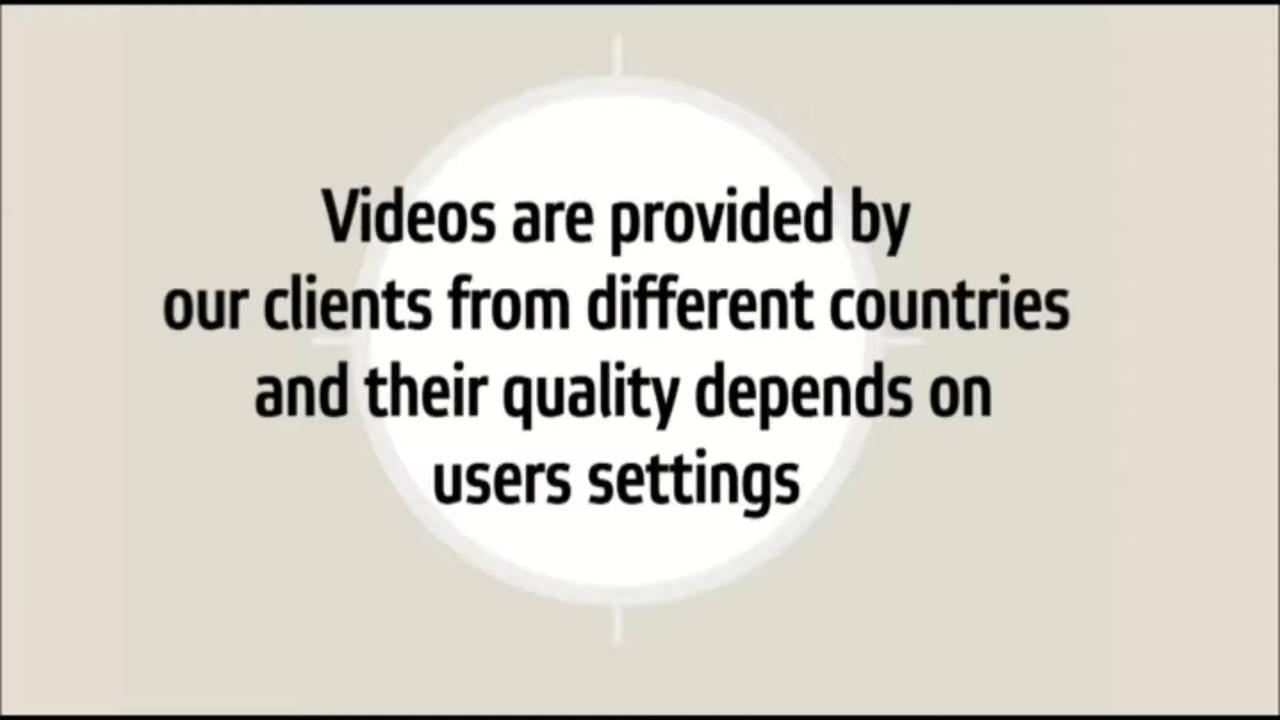 Videos are provided by
our clients from different countries
and their quality depends on
users settings